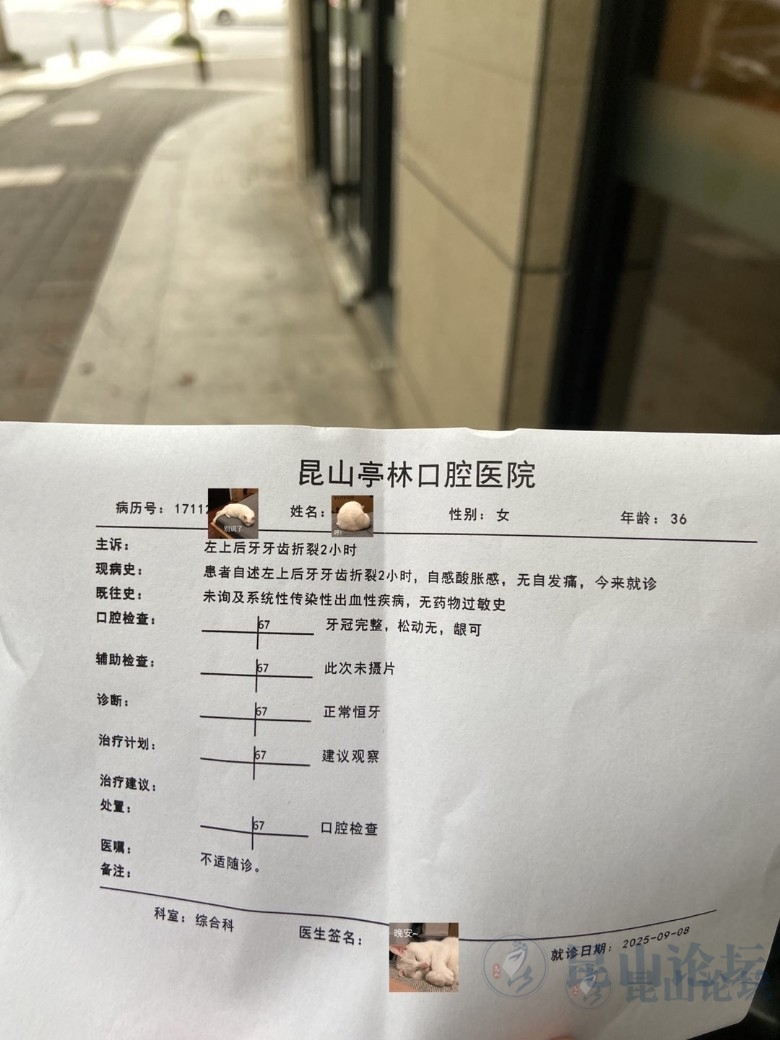 昆山亭林口腔医院
病历号: 1711 姓名: 性别: 女 年龄: 36
主诉: 左上后牙牙齿折裂2小时
现病史: 患者自述左上后牙牙齿折裂2小时，自感酸胀感，无自发痛，今来就诊
既往史: 未询及系统性传染性出血性疾病，无药物过敏史
口腔检查: 67 牙冠完整，松动无，龈可
辅助检查: 67 此次未摄片
诊断: 67 正常恒牙
治疗计划: 67 建议观察
治疗建议:
处置: 67 口腔检查
医嘱: 不适随诊。
备注:
科室: 综合科 医生签名: 就诊日期: 2025-09-08
晚安~
昆山论坛
昆山论坛